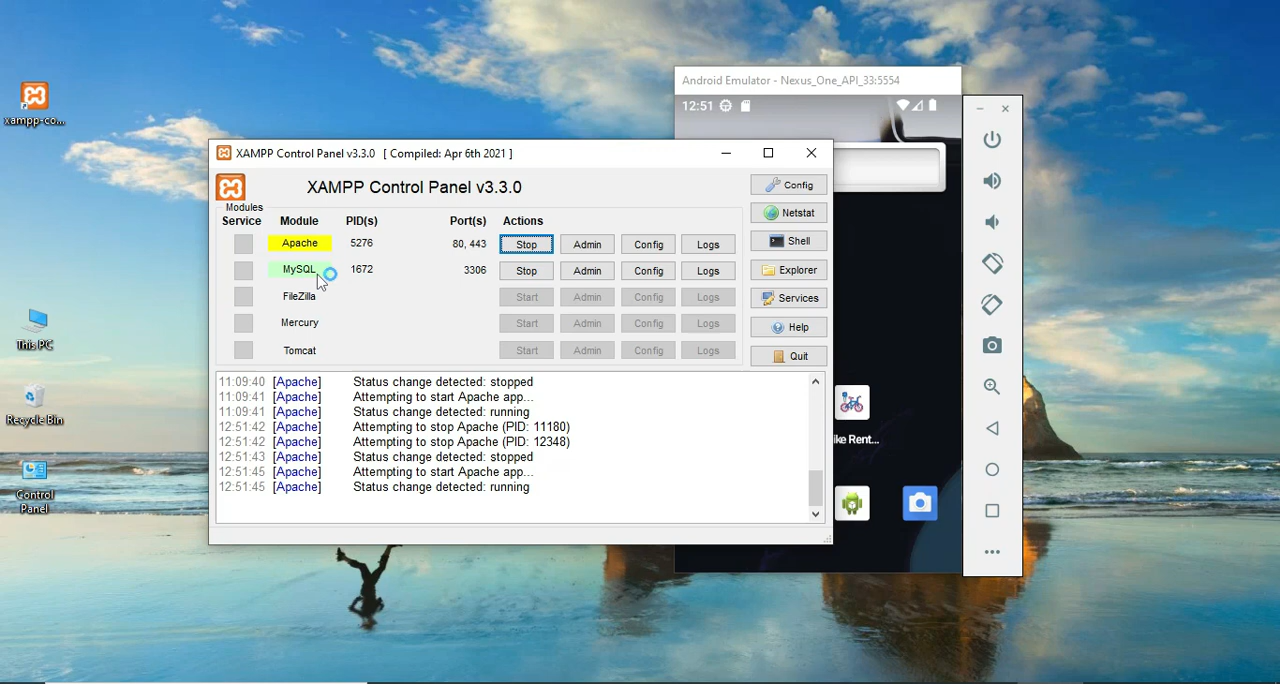 xampp-co...
This PC
Recycle Bin
Control
Panel
Android Emulator - Nexus_One_API_33:5554
12:51
XAMPP Control Panel v3.3.0 [ Compiled: Apr 6th 2021 ]
XAMPP Control Panel v3.3.0
Config
Modules
Service Module PID(s) Port(s) Actions
Netstat
Apache 5276 80, 443 Stop Admin Config Logs
Shell
MySQL 1672 3306 Stop Admin Config Logs
Explorer
FileZilla Start Admin Config Logs
Services
Mercury Start Admin Config Logs
Help
Tomcat Start Admin Config Logs
Quit
11:09:40 [Apache] Status change detected: stopped
11:09:41 [Apache] Attempting to start Apache app...
11:09:41 [Apache] Status change detected: running
12:51:42 [Apache] Attempting to stop Apache (PID: 11180)
12:51:42 [Apache] Attempting to stop Apache (PID: 12348)
12:51:43 [Apache] Status change detected: stopped
12:51:45 [Apache] Attempting to start Apache app...
12:51:45 [Apache] Status change detected: running
ike Rent...